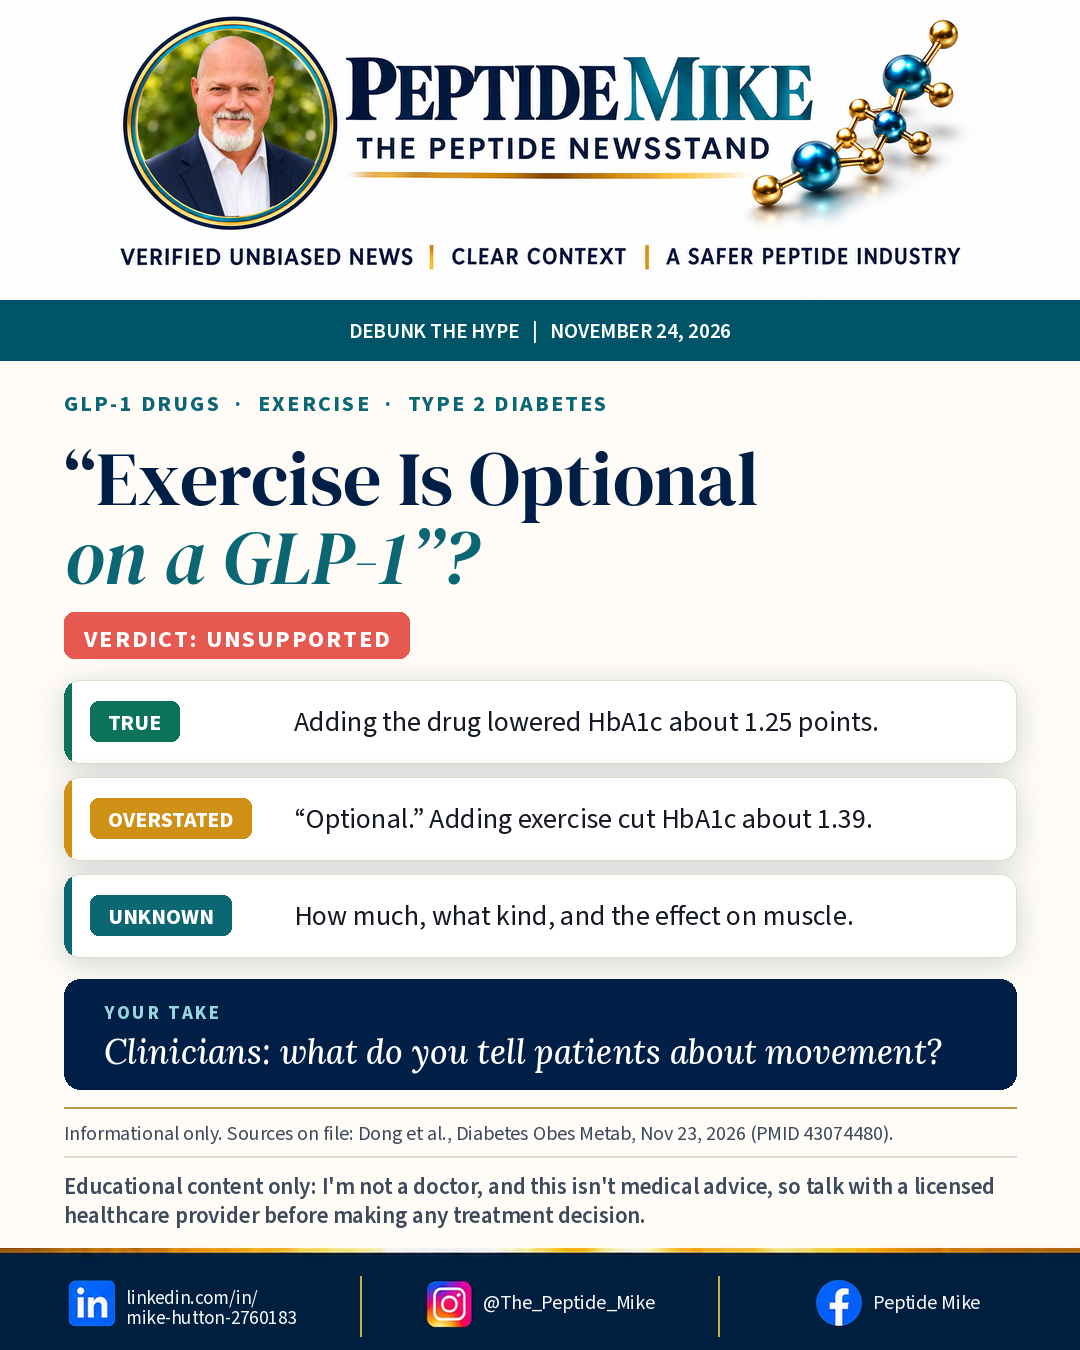 PEPTIDEMIKE
THE PEPTIDE NEWSSTAND
VERIFIED UNBIASED NEWS | CLEAR CONTEXT | A SAFER PEPTIDE INDUSTRY
DEBUNK THE HYPE | NOVEMBER 24, 2026
GLP-1 DRUGS · EXERCISE · TYPE 2 DIABETES
“Exercise Is Optional
on a GLP-1”?
VERDICT: UNSUPPORTED
TRUE Adding the drug lowered HbA1c about 1.25 points.
OVERSTATED “Optional.” Adding exercise cut HbA1c about 1.39.
UNKNOWN How much, what kind, and the effect on muscle.
YOUR TAKE
Clinicians: what do you tell patients about movement?
Informational only. Sources on file: Dong et al., Diabetes Obes Metab, Nov 23, 2026 (PMID 43074480).
Educational content only: I'm not a doctor, and this isn't medical advice, so talk with a licensed
healthcare provider before making any treatment decision.
in linkedin.com/in/
mike-hutton-2760183
@The_Peptide_Mike
f Peptide Mike